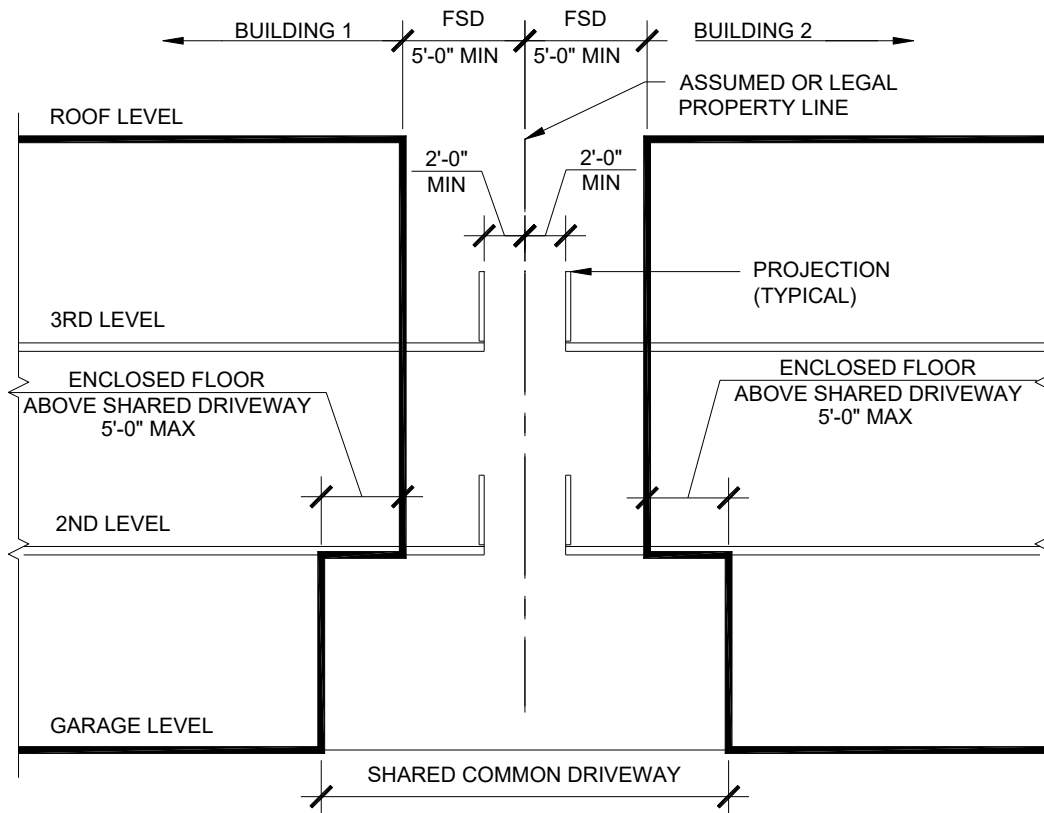 BUILDING 1
FSD
5'-0" MIN
FSD
5'-0" MIN
BUILDING 2
ASSUMED OR LEGAL
PROPERTY LINE
ROOF LEVEL
2'-0"
MIN
2'-0"
MIN
PROJECTION
(TYPICAL)
3RD LEVEL
ENCLOSED FLOOR
ABOVE SHARED DRIVEWAY
5'-0" MAX
ENCLOSED FLOOR
ABOVE SHARED DRIVEWAY
5'-0" MAX
2ND LEVEL
GARAGE LEVEL
SHARED COMMON DRIVEWAY